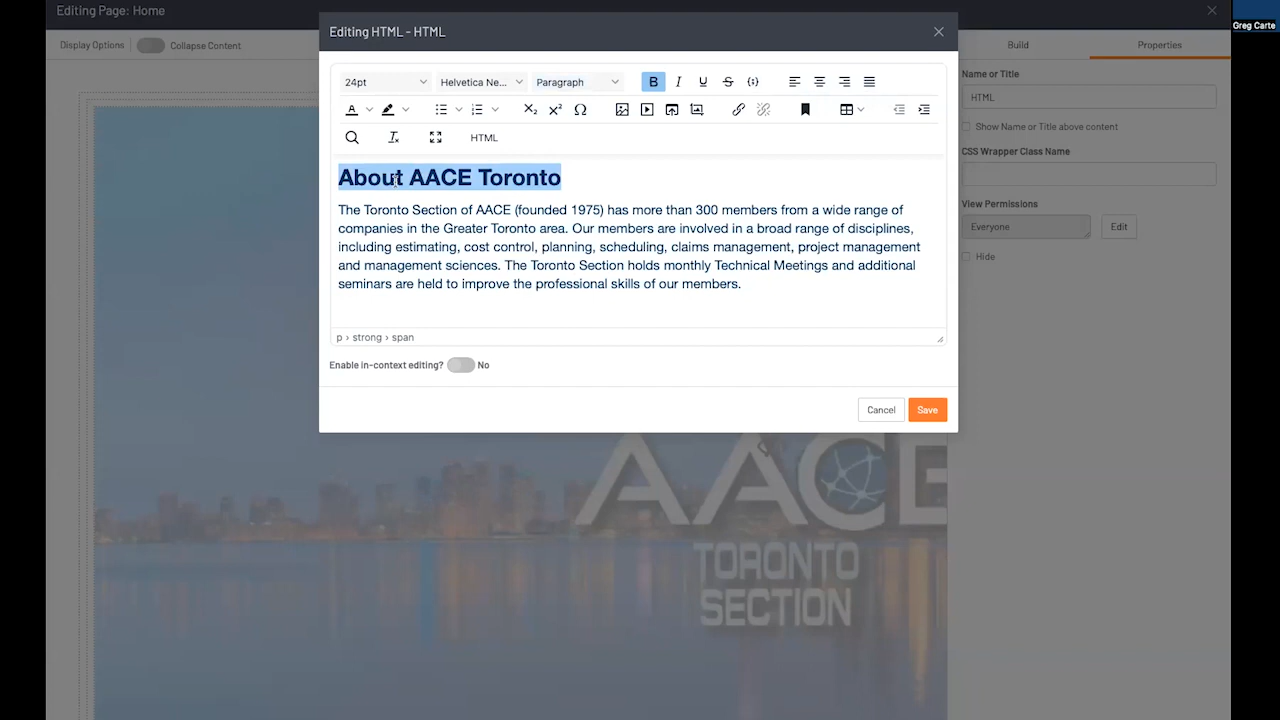 Editing Page: Home
Greg Carte
Display Options
Collapse Content
Editing HTML - HTML
Build
Properties
24pt
Helvetica Ne...
Paragraph
B
I
U
S
A
X2
X2
Ω
HTML
About AACE Toronto
The Toronto Section of AACE (founded 1975) has more than 300 members from a wide range of
companies in the Greater Toronto area. Our members are involved in a broad range of disciplines,
including estimating, cost control, planning, scheduling, claims management, project management
and management sciences. The Toronto Section holds monthly Technical Meetings and additional
seminars are held to improve the professional skills of our members.
p › strong › span
Enable in-context editing?
No
Cancel
Save
Name or Title
HTML
Show Name or Title above content
CSS Wrapper Class Name
View Permissions
Everyone
Edit
Hide
AACE
TORONTO
SECTION